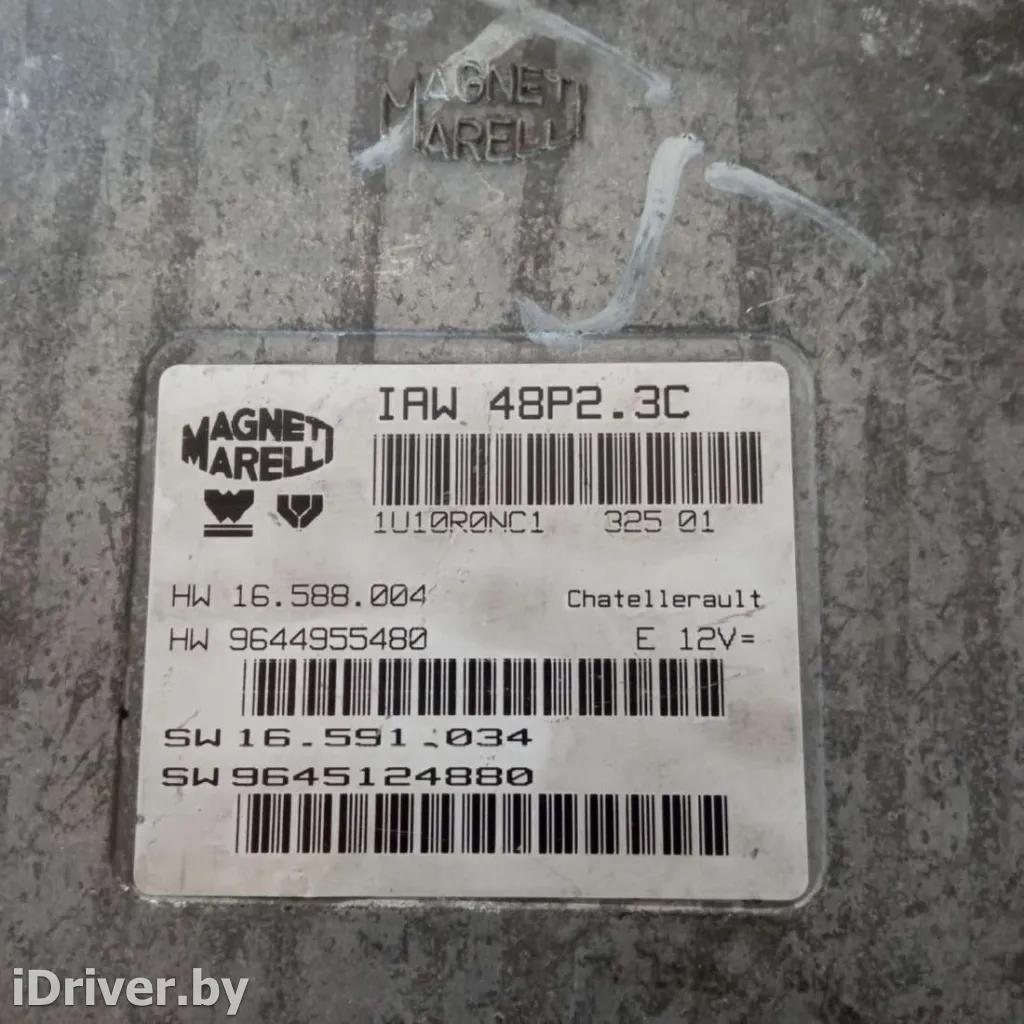 MAGNETI
MARELLI
IAW 48P2.3C
MAGNETI
MARELLI
1U10R0NC1 325 01
HW 16.588.004 Chatellerault
HW 9644955480 E 12V=
SW 16.591.034
SW 9645124880
iDriver.by